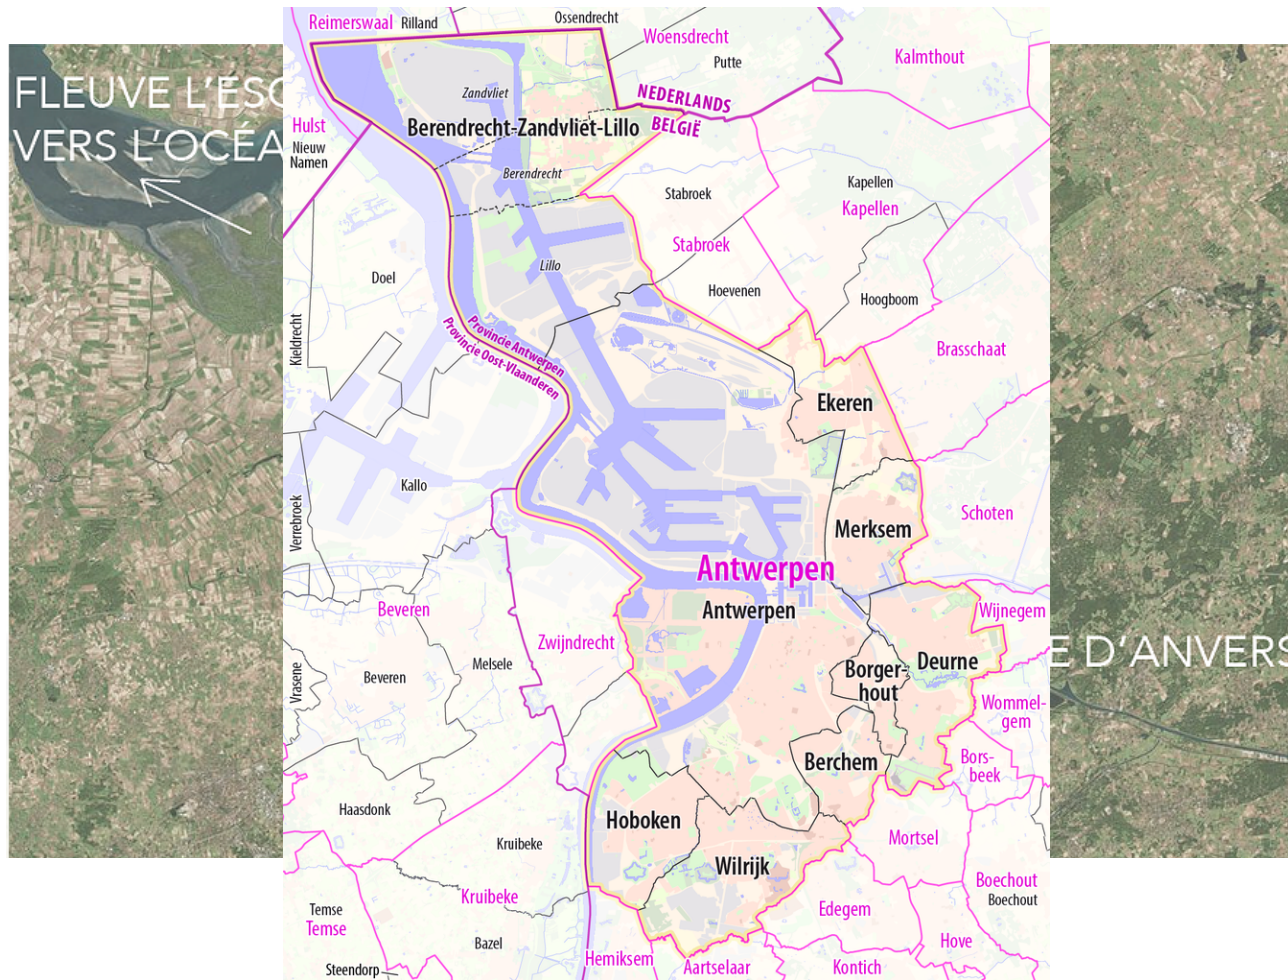 Reimerswaal
Rilland
Ossendrecht
Woensdrecht
Putte
Kalmthout
FLEUVE L'ESC
VERS L'OCÉA
Zandvliet
NEDERLANDS
BELGIË
Hulst
Nieuw
Namen
Berendrecht-Zandvliet-Lillo
Berendrecht
Stabroek
Kapellen
Kapellen
Stabroek
Doel
Lillo
Hoevenen
Hoogboom
Kieldrecht
Provincie Antwerpen
Provincie Oost-Vlaanderen
Brasschaat
Ekeren
Kallo
Verrebroek
Merksem
Schoten
Antwerpen
Antwerpen
Beveren
Wijnegem
Zwijndrecht
Melsele
Vrasene
Beveren
Borger-
hout
Deurne
E D'ANVERS
Wommel-
gem
Berchem
Bors-
beek
Haasdonk
Hoboken
Mortsel
Kruibeke
Wilrijk
Boechout
Boechout
Kruibeke
Temse
Temse
Edegem
Bazel
Hove
Hemiksem
Steendorp
Aartselaar
Kontich